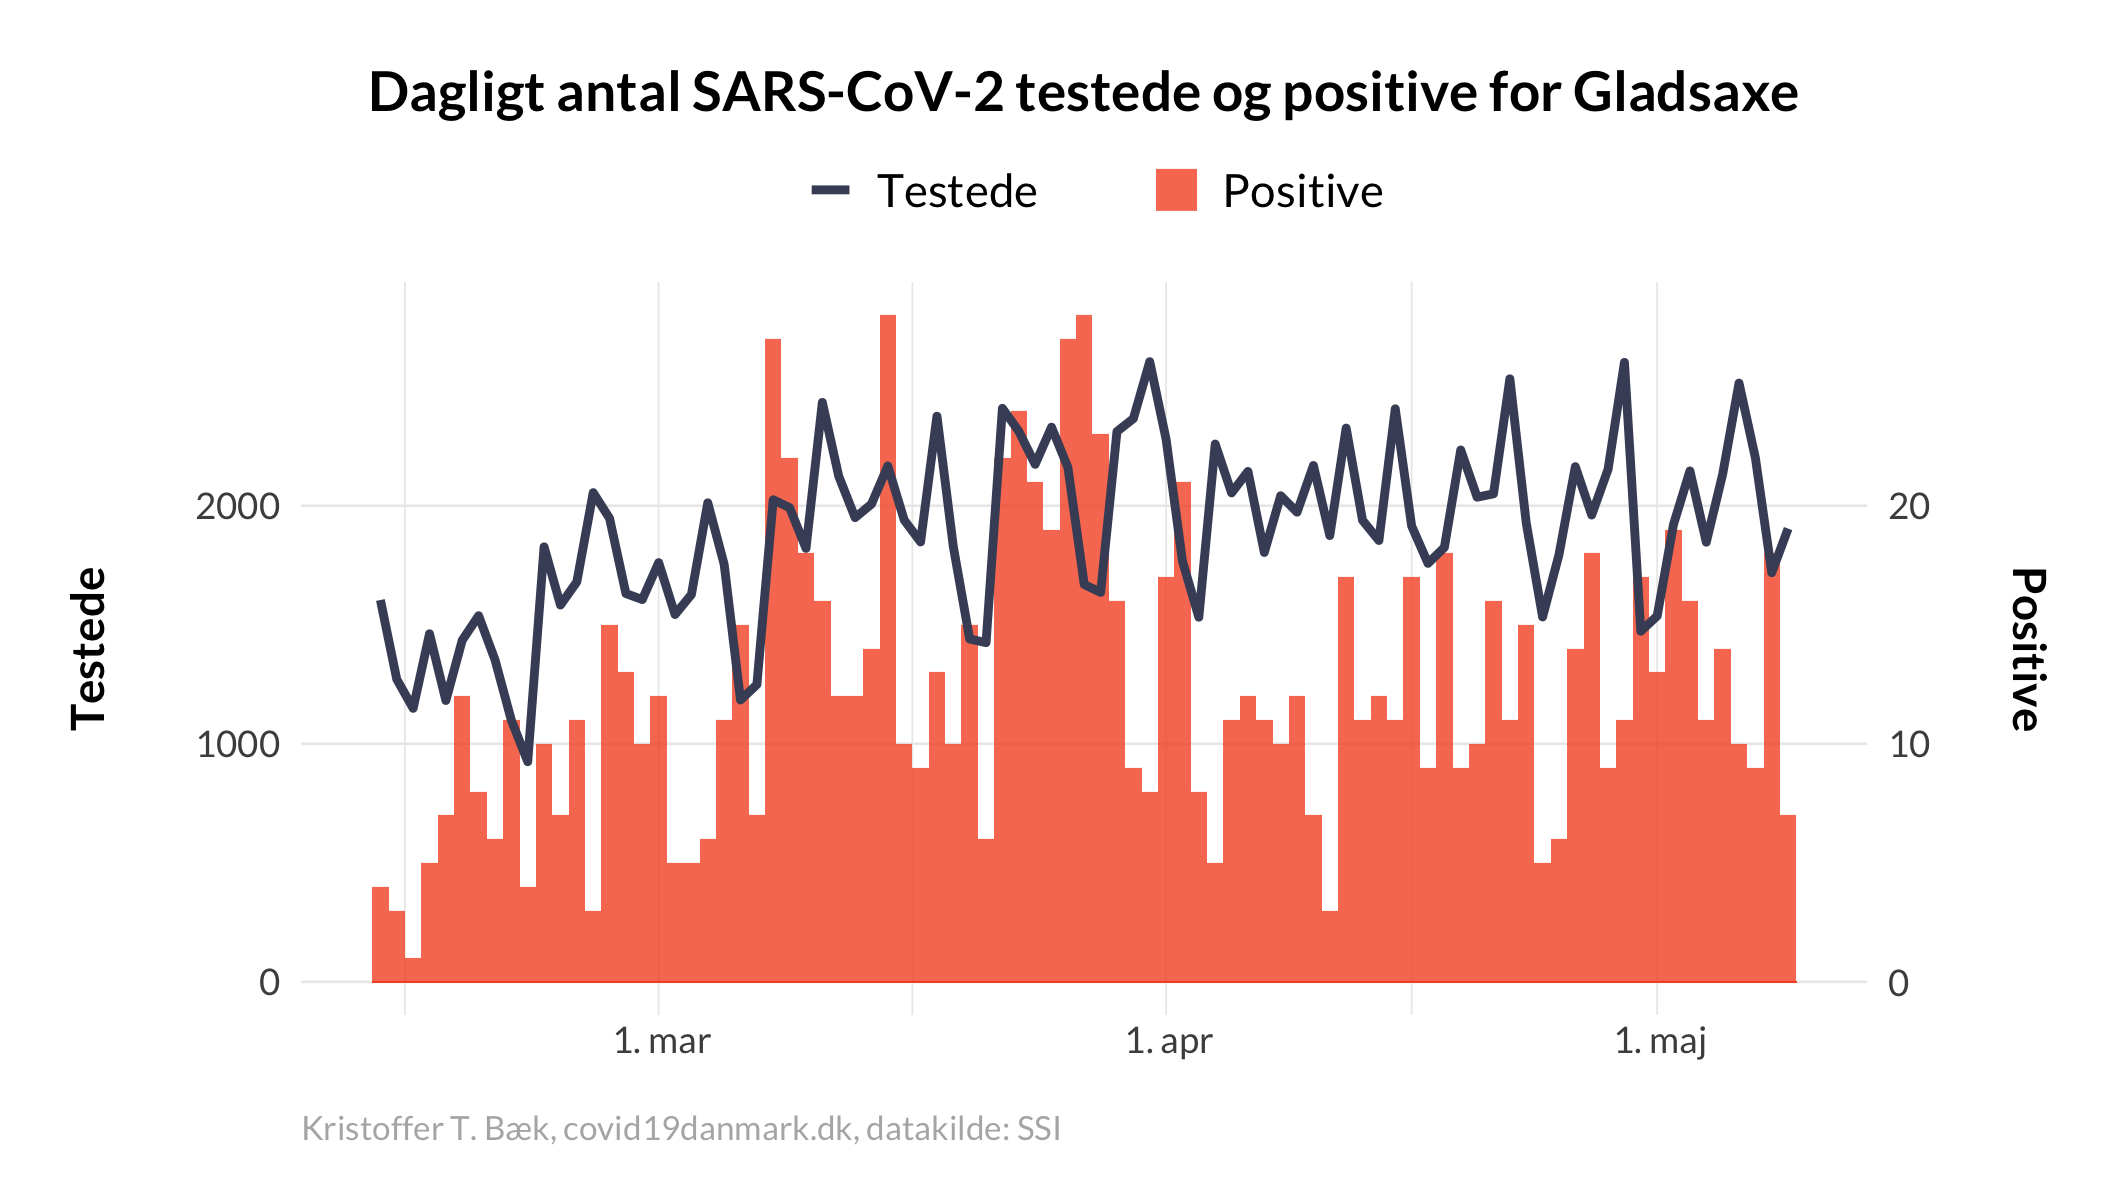 Dagligt antal SARS-CoV-2 testede og positive for Gladsaxe
Testede
Positive
Testede
2000
1000
0
20
10
0
Positive
1. mar
1. apr
1. maj
Kristoffer T. Bæk, covid19danmark.dk, datakilde: SSI